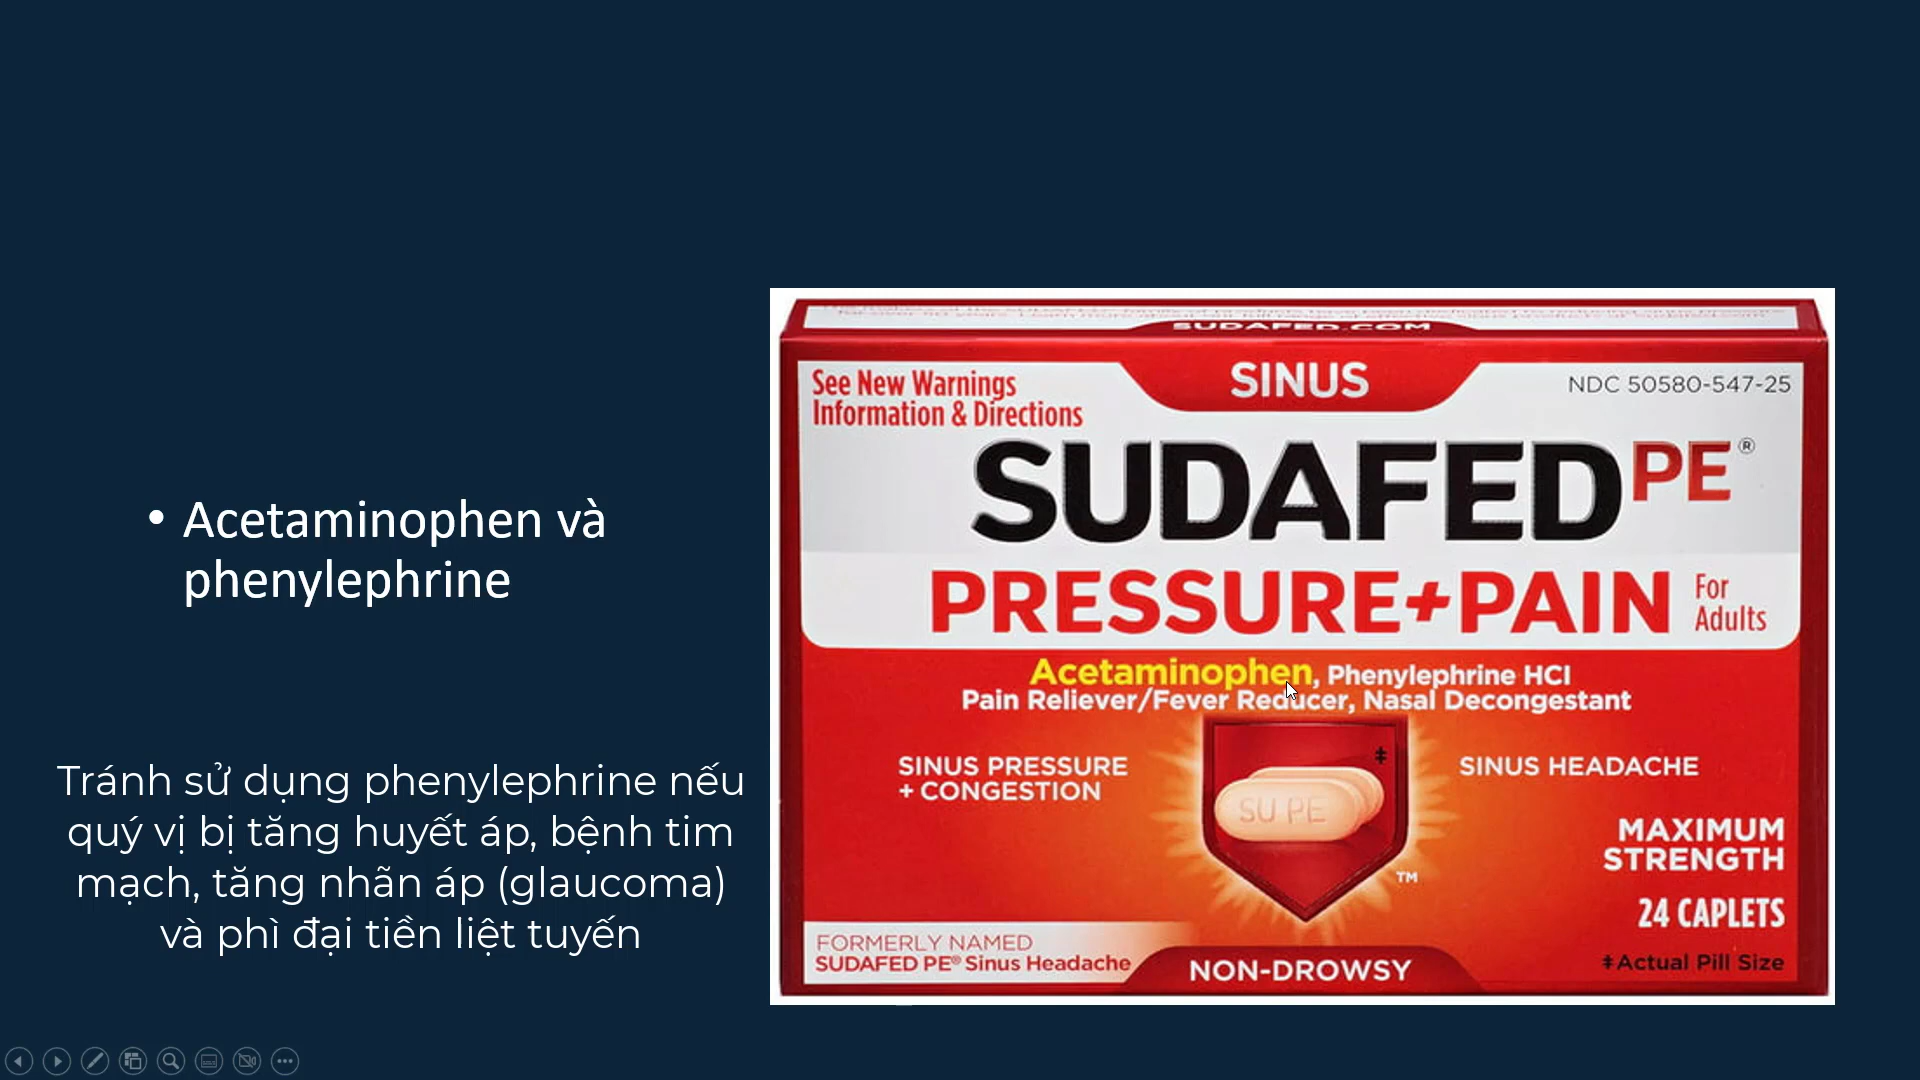 • Acetaminophen và
phenylephrine
Tránh sử dụng phenylephrine nếu
quý vị bị tăng huyết áp, bệnh tim
mạch, tăng nhãn áp (glaucoma)
và phì đại tiền liệt tuyến
SUDAFED.COM
SINUS
See New Warnings
Information & Directions
NDC 50580-547-25
SUDAFED PE®
PRESSURE+PAIN
For
Adults
Acetaminophen, Phenylephrine HCl
Pain Reliever/Fever Reducer, Nasal Decongestant
SINUS PRESSURE
+ CONGESTION
SINUS HEADACHE
‡
SU PE
TM
MAXIMUM
STRENGTH
24 CAPLETS
‡Actual Pill Size
FORMERLY NAMED
SUDAFED PE® Sinus Headache
NON-DROWSY